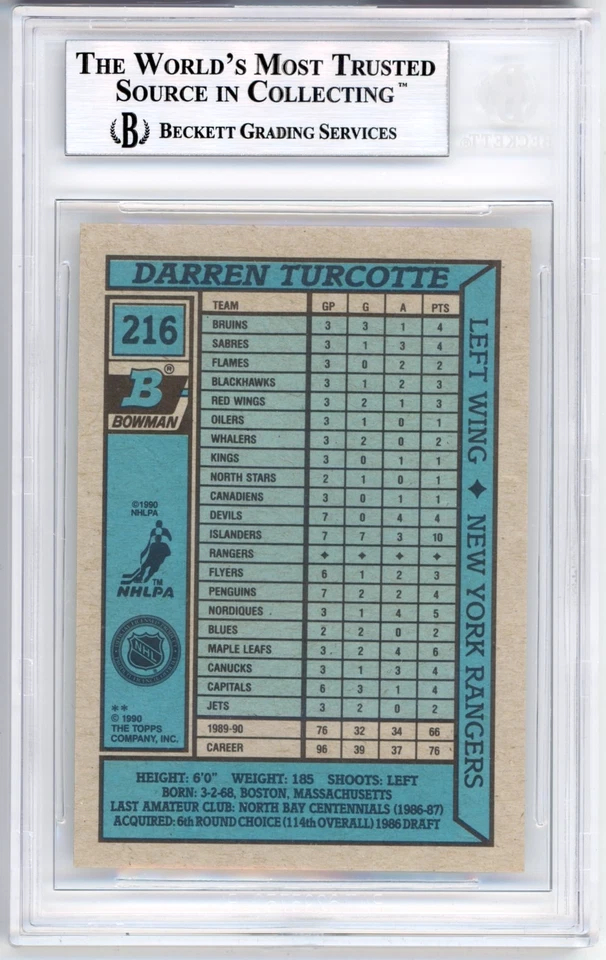 THE WORLD'S MOST TRUSTED
SOURCE IN COLLECTING™
B BECKETT GRADING SERVICES
DARREN TURCOTTE
216
B®
BOWMAN
©1990
NHLPA
TM
NHLPA
NHL
**
© 1990
THE TOPPS
COMPANY, INC.
TEAM GP G A PTS
BRUINS 3 3 1 4
SABRES 3 1 3 4
FLAMES 3 0 2 2
BLACKHAWKS 3 1 2 3
RED WINGS 3 2 1 3
OILERS 3 1 0 1
WHALERS 3 2 0 2
KINGS 3 0 1 1
NORTH STARS 2 1 0 1
CANADIENS 3 0 1 1
DEVILS 7 0 4 4
ISLANDERS 7 7 3 10
RANGERS ✦ ✦ ✦ ✦
FLYERS 6 1 2 3
PENGUINS 7 2 2 4
NORDIQUES 3 1 4 5
BLUES 2 2 0 2
MAPLE LEAFS 3 2 4 6
CANUCKS 3 1 3 4
CAPITALS 6 3 1 4
JETS 3 2 0 2
1989-90 76 32 34 66
CAREER 96 39 37 76
LEFT WING ✦ NEW YORK RANGERS
HEIGHT: 6'0" WEIGHT: 185 SHOOTS: LEFT
BORN: 3-2-68, BOSTON, MASSACHUSETTS
LAST AMATEUR CLUB: NORTH BAY CENTENNIALS (1986-87)
ACQUIRED: 6th ROUND CHOICE (114th OVERALL) 1986 DRAFT